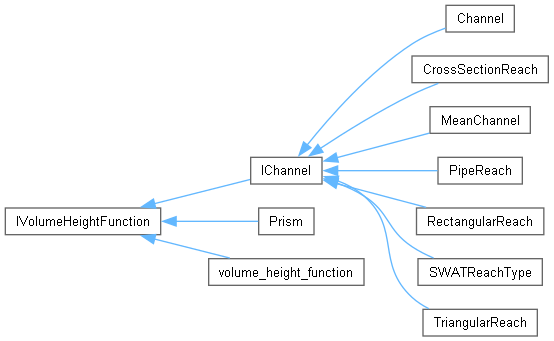 Channel
CrossSectionReach
MeanChannel
IChannel
PipeReach
IVolumeHeightFunction
Prism
RectangularReach
volume_height_function
SWATReachType
TriangularReach